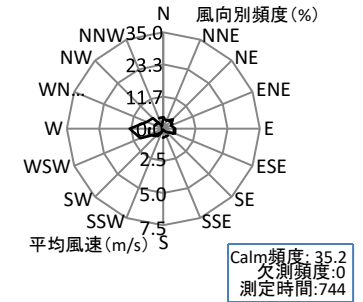 N
風向別頻度(%)
NNW 35.0 NNE
NW 23.3 NE
WN... 11.7 ENE
W 0.0 E
WSW 2.5 ESE
SW 5.0 SE
SSW 7.5 SSE
平均風速(m/s) S
Calm頻度: 35.2
欠測頻度:0
測定時間:744